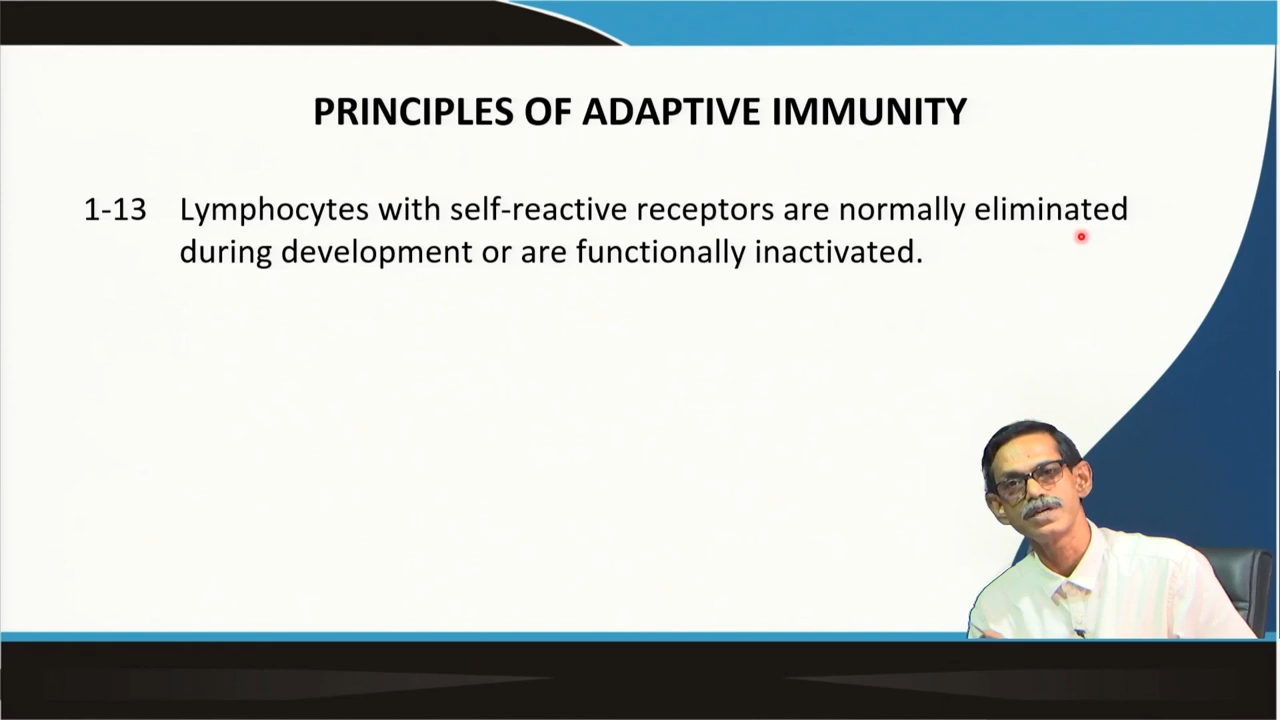 PRINCIPLES OF ADAPTIVE IMMUNITY
1-13 Lymphocytes with self-reactive receptors are normally eliminated
during development or are functionally inactivated.